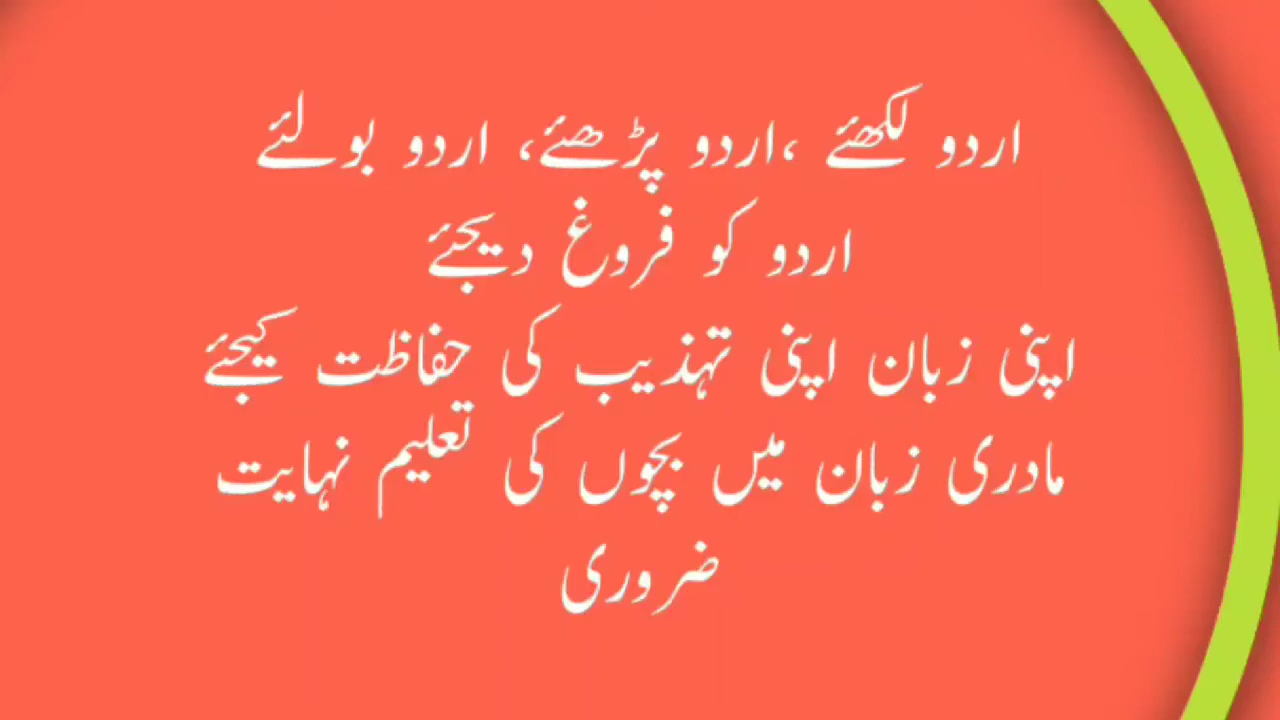 اردو لکھئے ،اردو پڑھئے، اردو بولئے
اردو کو فروغ دیجئے
اپنی زبان اپنی تہذیب کی حفاظت کیجئے
مادری زبان میں بچوں کی تعلیم نہایت
ضروری